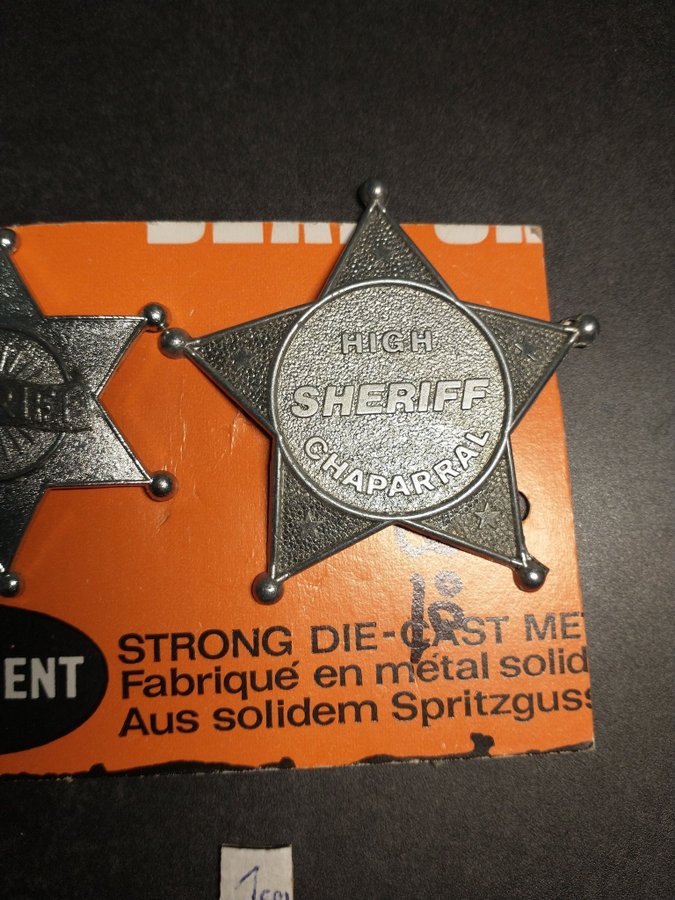 HIGH
SHERIFF
CHAPARRAL
ENT
STRONG DIE-CAST ME
Fabriqué en métal solid
Aus solidem Spritzguss